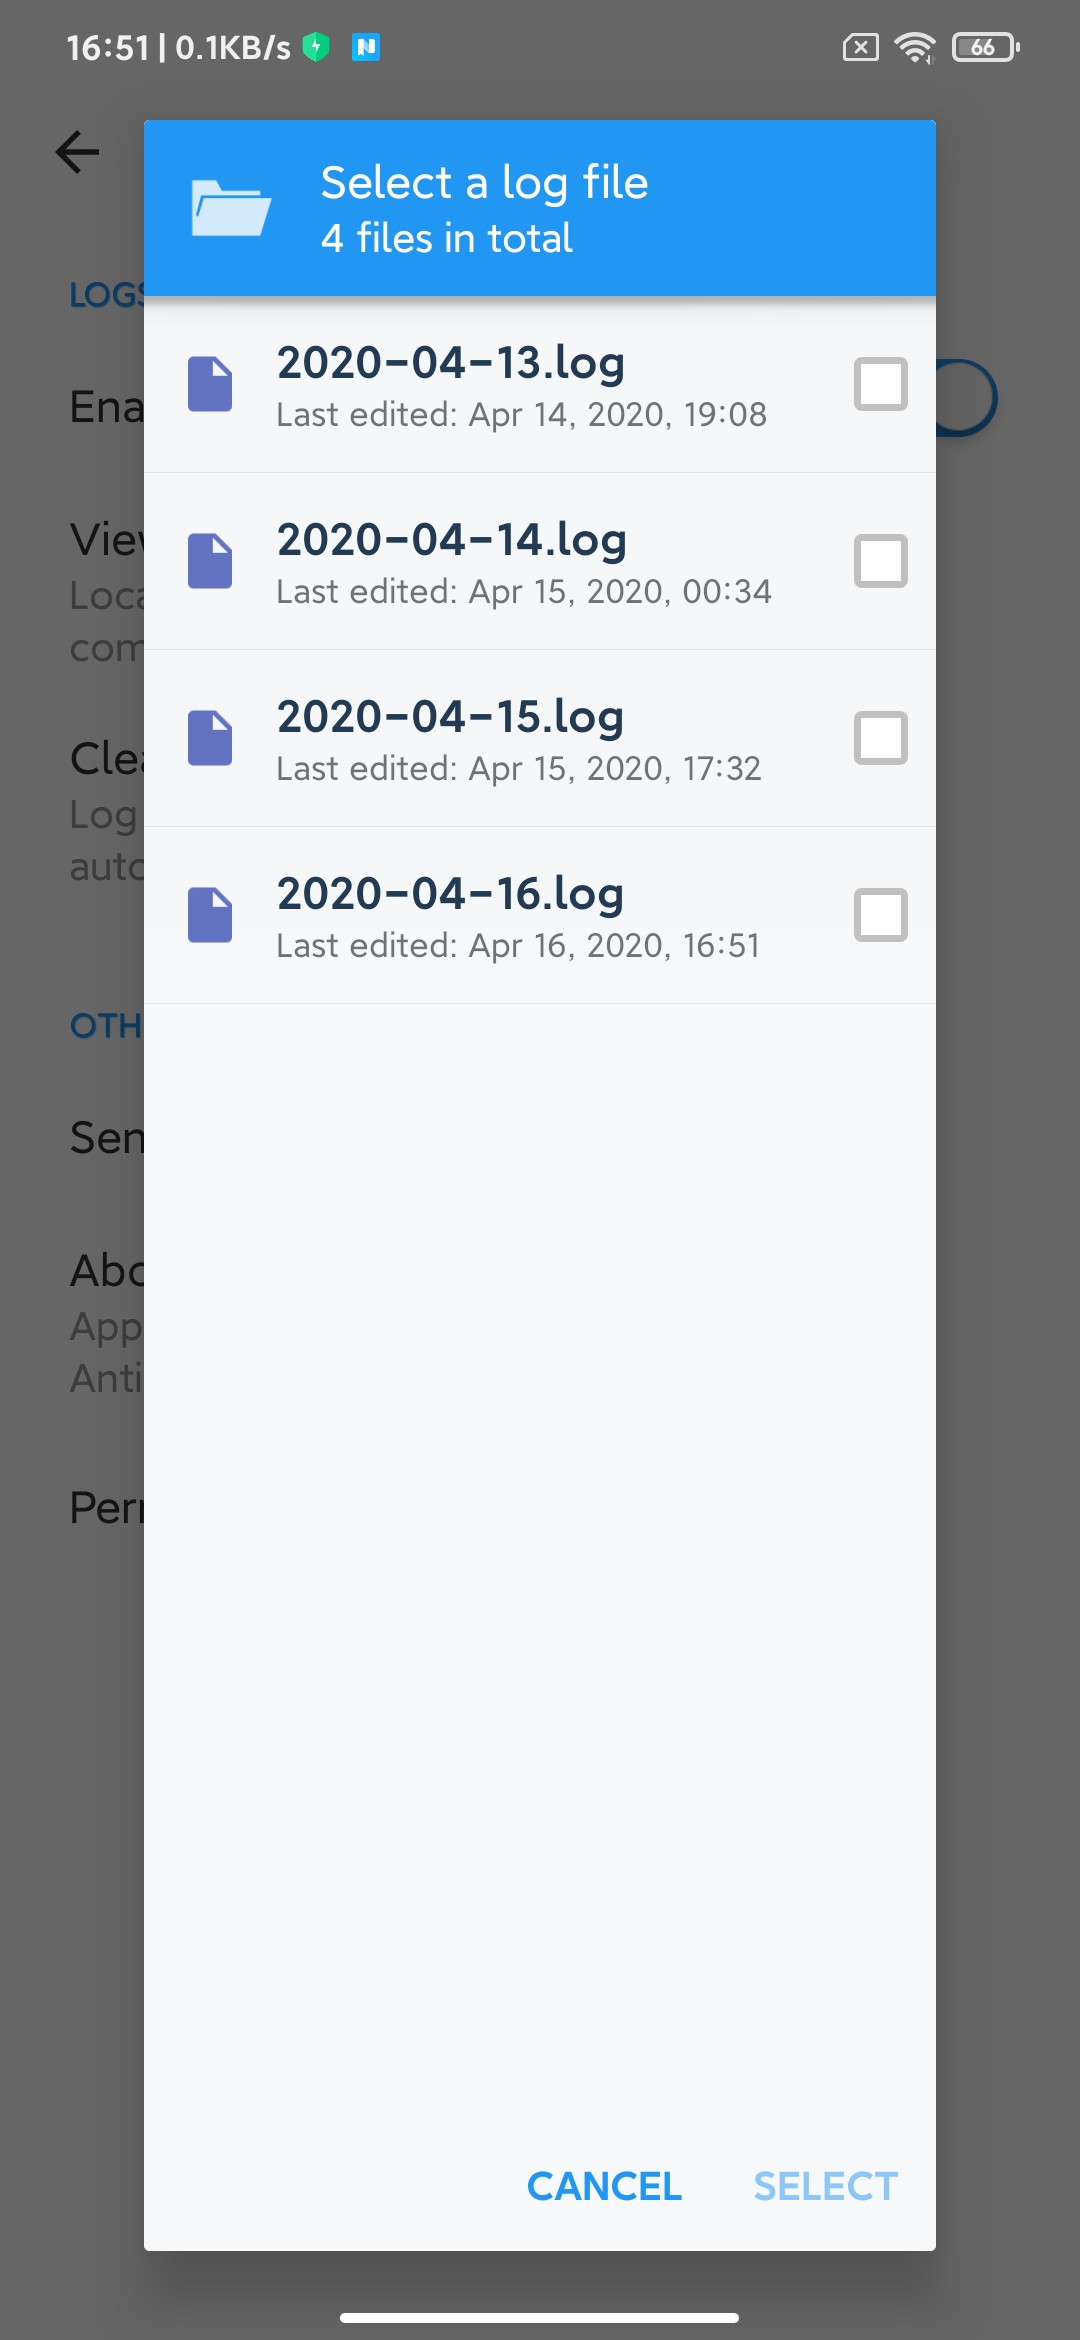 16:51 | 0.1KB/s
66
Select a log file
4 files in total
LOGS
2020-04-13.log
Last edited: Apr 14, 2020, 19:08
Ena
2020-04-14.log
Last edited: Apr 15, 2020, 00:34
View
Loca
com
2020-04-15.log
Last edited: Apr 15, 2020, 17:32
Clea
Log
auto
2020-04-16.log
Last edited: Apr 16, 2020, 16:51
OTH
Sen
Abo
App
Anti
Perr
CANCEL
SELECT